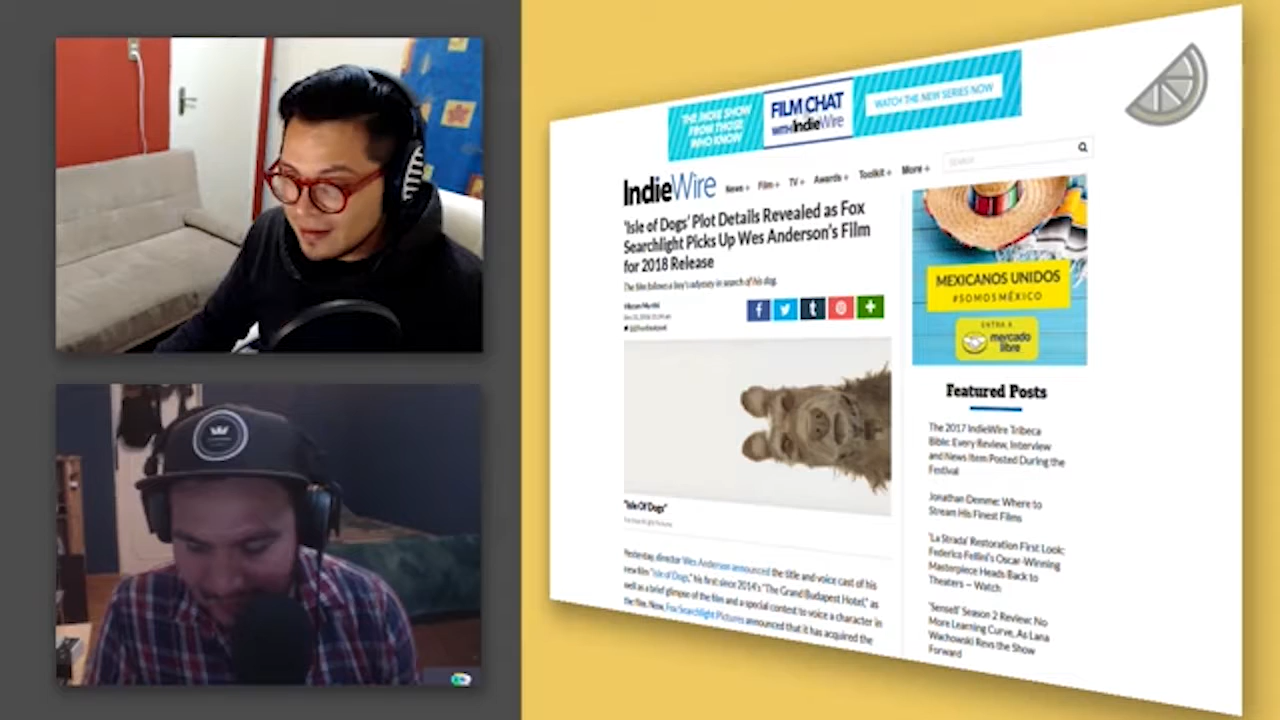 THE INDIE SHOW
FROM THOSE
WHO KNOW
FILM CHAT
WITH IndieWire
WATCH THE NEW SERIES NOW
IndieWire
News +
Film +
TV +
Awards +
Toolkit +
More +
SEARCH
'Isle of Dogs' Plot Details Revealed as Fox
Searchlight Picks Up Wes Anderson's Film
for 2018 Release
The film follows a boy's odyssey in search of his dog.
f
t
+
"Isle Of Dogs"
Fox Searchlight Pictures
Yesterday, director Wes Anderson announced the title and voice cast of his
new film "Isle of Dogs," his first since 2014's "The Grand Budapest Hotel," as
well as a brief glimpse of the film and a special contest to voice a character in
the film. Now, Fox Searchlight Pictures announced that it has acquired the
MEXICANOS UNIDOS
#SOMOSMÉXICO
ENTRA A
mercado
libre
Featured Posts
The 2017 IndieWire Tribeca
Bible: Every Review, Interview
and News Item Posted During the
Festival
Jonathan Demme: Where to
Stream His Finest Films
'La Strada' Restoration First Look:
Federico Fellini's Oscar-Winning
Masterpiece Heads Back to
Theaters – Watch
'Sense8' Season 2 Review: No
More Learning Curve, As Lana
Wachowski Revs the Show
Forward